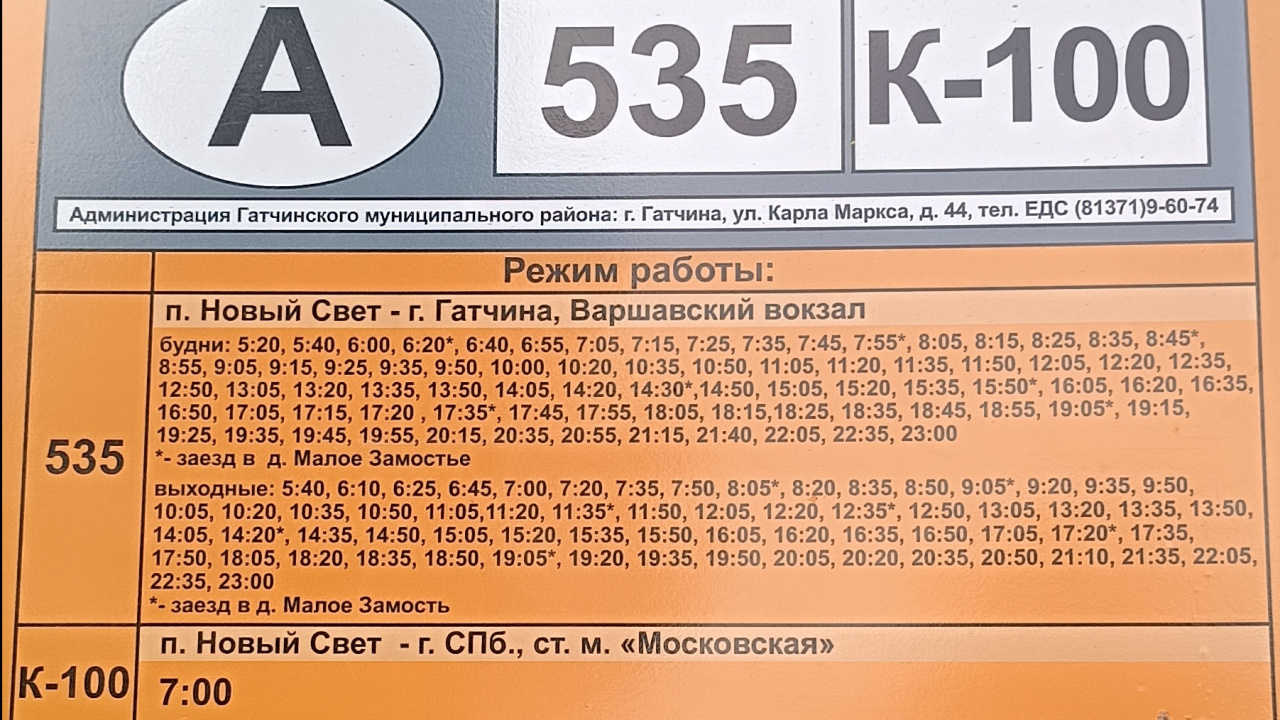 А 535 К-100
Администрация Гатчинского муниципального района: г. Гатчина, ул. Карла Маркса, д. 44, тел. ЕДС (81371)9-60-74
Режим работы:
п. Новый Свет - г. Гатчина, Варшавский вокзал
будни: 5:20, 5:40, 6:00, 6:20*, 6:40, 6:55, 7:05, 7:15, 7:25, 7:35, 7:45, 7:55*, 8:05, 8:15, 8:25, 8:35, 8:45*,
8:55, 9:05, 9:15, 9:25, 9:35, 9:50, 10:00, 10:20, 10:35, 10:50, 11:05, 11:20, 11:35, 11:50, 12:05, 12:20, 12:35,
12:50, 13:05, 13:20, 13:35, 13:50, 14:05, 14:20, 14:30*,14:50, 15:05, 15:20, 15:35, 15:50*, 16:05, 16:20, 16:35,
16:50, 17:05, 17:15, 17:20 , 17:35*, 17:45, 17:55, 18:05, 18:15,18:25, 18:35, 18:45, 18:55, 19:05*, 19:15,
19:25, 19:35, 19:45, 19:55, 20:15, 20:35, 20:55, 21:15, 21:40, 22:05, 22:35, 23:00
535
*- заезд в д. Малое Замостье
выходные: 5:40, 6:10, 6:25, 6:45, 7:00, 7:20, 7:35, 7:50, 8:05*, 8:20, 8:35, 8:50, 9:05*, 9:20, 9:35, 9:50,
10:05, 10:20, 10:35, 10:50, 11:05,11:20, 11:35*, 11:50, 12:05, 12:20, 12:35*, 12:50, 13:05, 13:20, 13:35, 13:50,
14:05, 14:20*, 14:35, 14:50, 15:05, 15:20, 15:35, 15:50, 16:05, 16:20, 16:35, 16:50, 17:05, 17:20*, 17:35,
17:50, 18:05, 18:20, 18:35, 18:50, 19:05*, 19:20, 19:35, 19:50, 20:05, 20:20, 20:35, 20:50, 21:10, 21:35, 22:05,
22:35, 23:00
*- заезд в д. Малое Замость
п. Новый Свет - г. СПб., ст. м. «Московская»
К-100 7:00